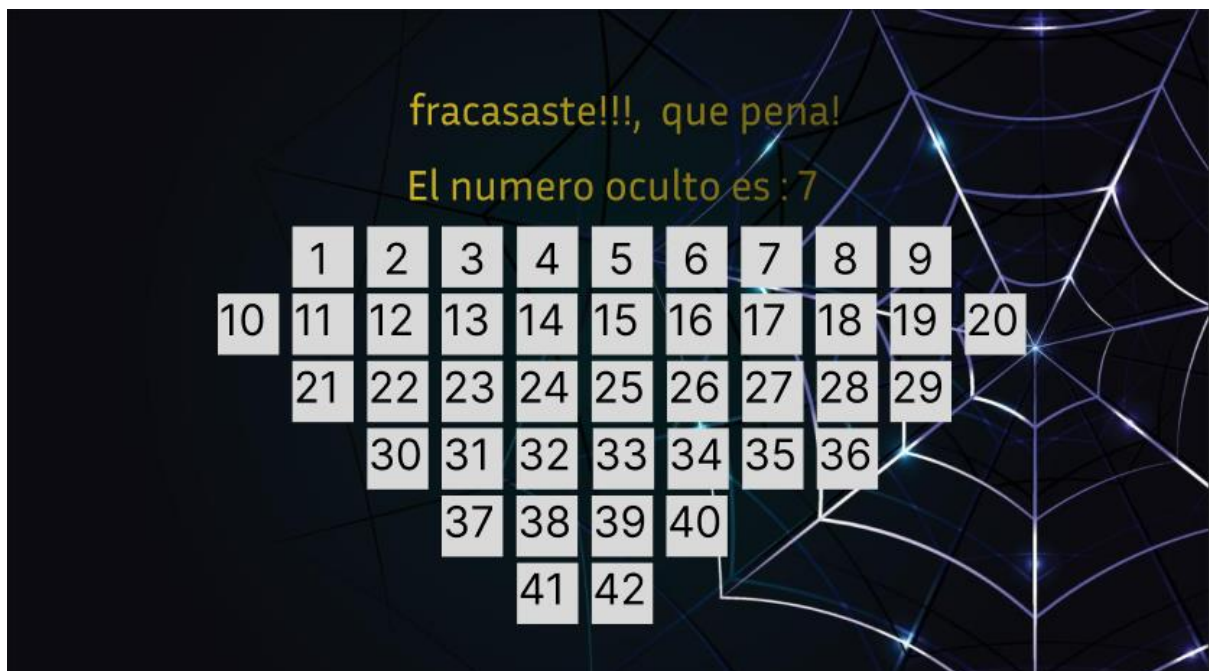 fracasaste!!!, que pena!
El numero oculto es : 7
1 2 3 4 5 6 7 8 9
10 11 12 13 14 15 16 17 18 19 20
21 22 23 24 25 26 27 28 29
30 31 32 33 34 35 36
37 38 39 40
41 42